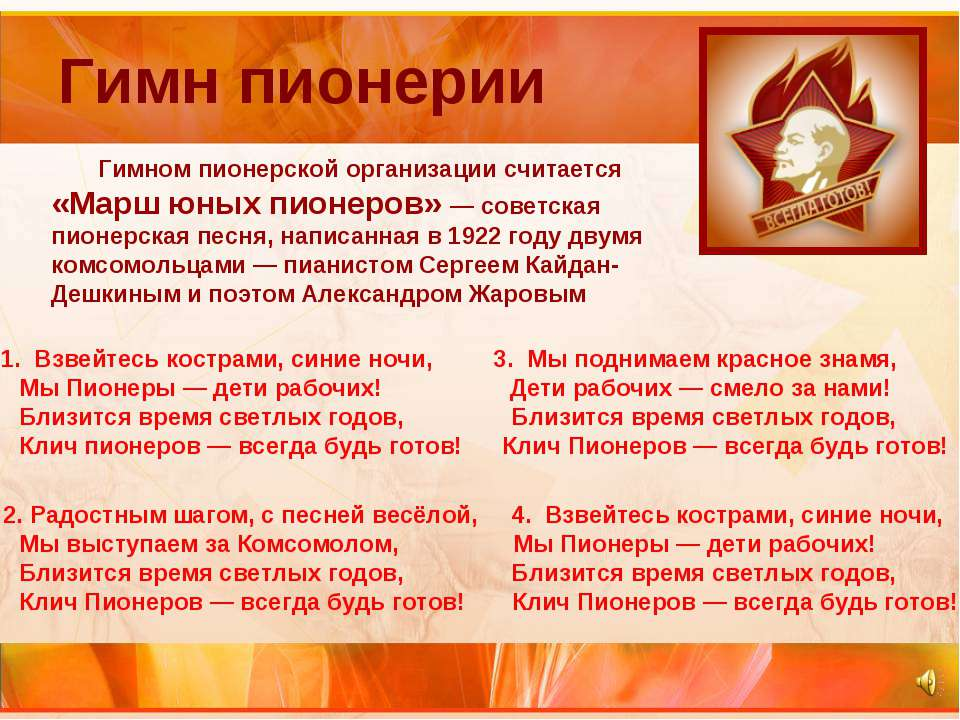 Гимн пионерии
ВСЕГДА ГОТОВ!
Гимном пионерской организации считается
«Марш юных пионеров» — советская
пионерская песня, написанная в 1922 году двумя
комсомольцами — пианистом Сергеем Кайдан-
Дешкиным и поэтом Александром Жаровым
1. Взвейтесь кострами, синие ночи,
Мы Пионеры — дети рабочих!
Близится время светлых годов,
Клич пионеров — всегда будь готов!
2. Радостным шагом, с песней весёлой,
Мы выступаем за Комсомолом,
Близится время светлых годов,
Клич Пионеров — всегда будь готов!
3. Мы поднимаем красное знамя,
Дети рабочих — смело за нами!
Близится время светлых годов,
Клич Пионеров — всегда будь готов!
4. Взвейтесь кострами, синие ночи,
Мы Пионеры — дети рабочих!
Близится время светлых годов,
Клич Пионеров — всегда будь готов!